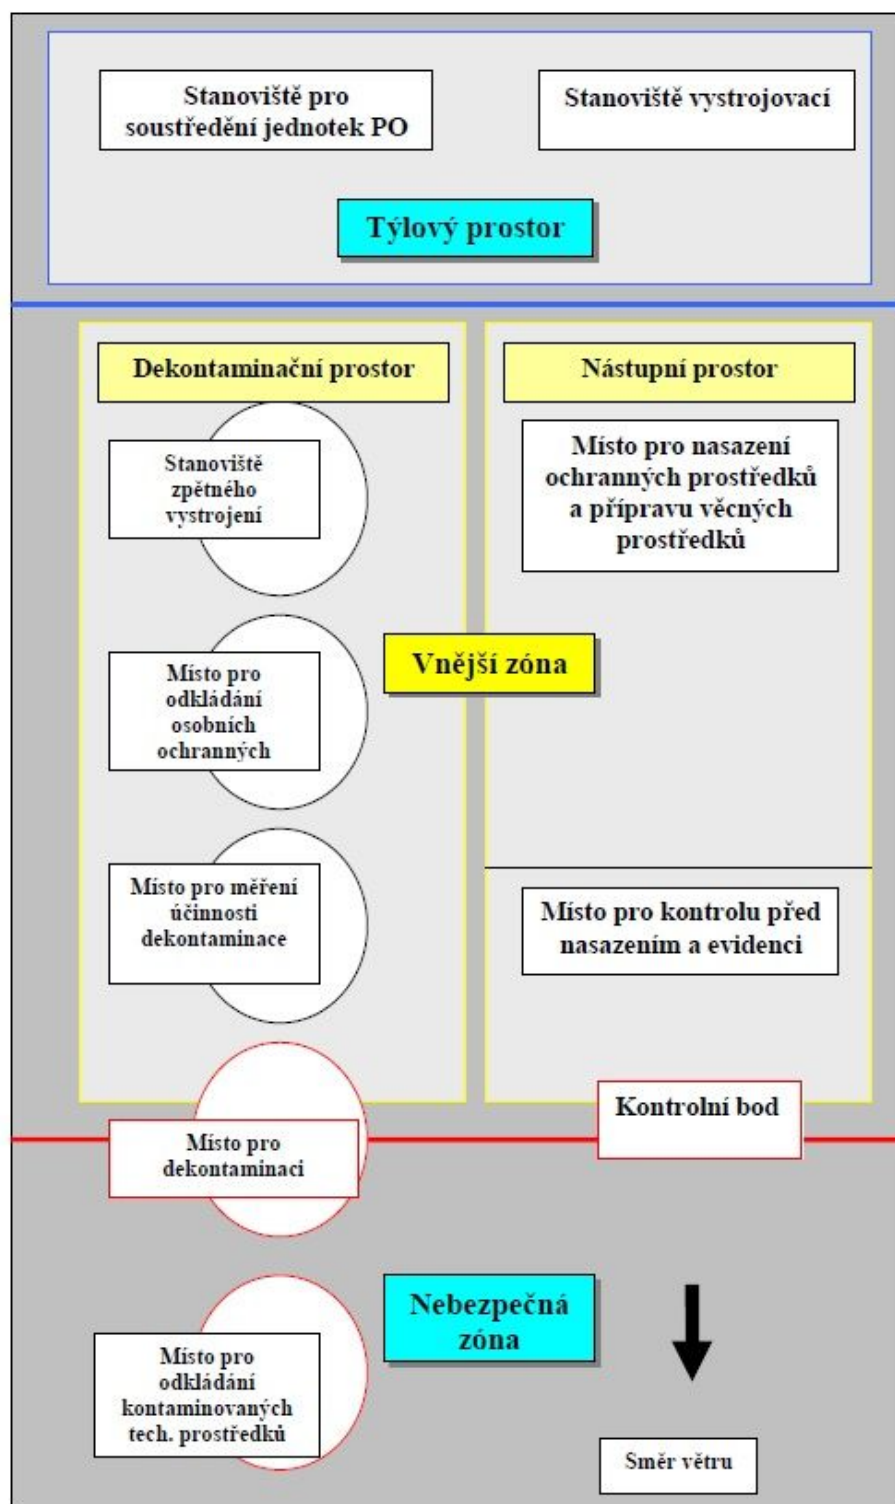 Stanoviště pro
soustředění jednotek PO
Stanoviště vystrojovací
Týlový prostor
Dekontaminační prostor
Nástupní prostor
Stanoviště
zpětného
vystrojení
Místo pro nasazení
ochranných prostředků
a přípravu věcných
prostředků
Vnější zóna
Místo pro
odkládání
osobních
ochranných
Místo pro měření
účinnosti
dekontaminace
Místo pro kontrolu před
nasazením a evidenci
Kontrolní bod
Místo pro
dekontaminaci
Nebezpečná
zóna
Místo pro
odkládání
kontaminovaných
tech. prostředků
Směr větru